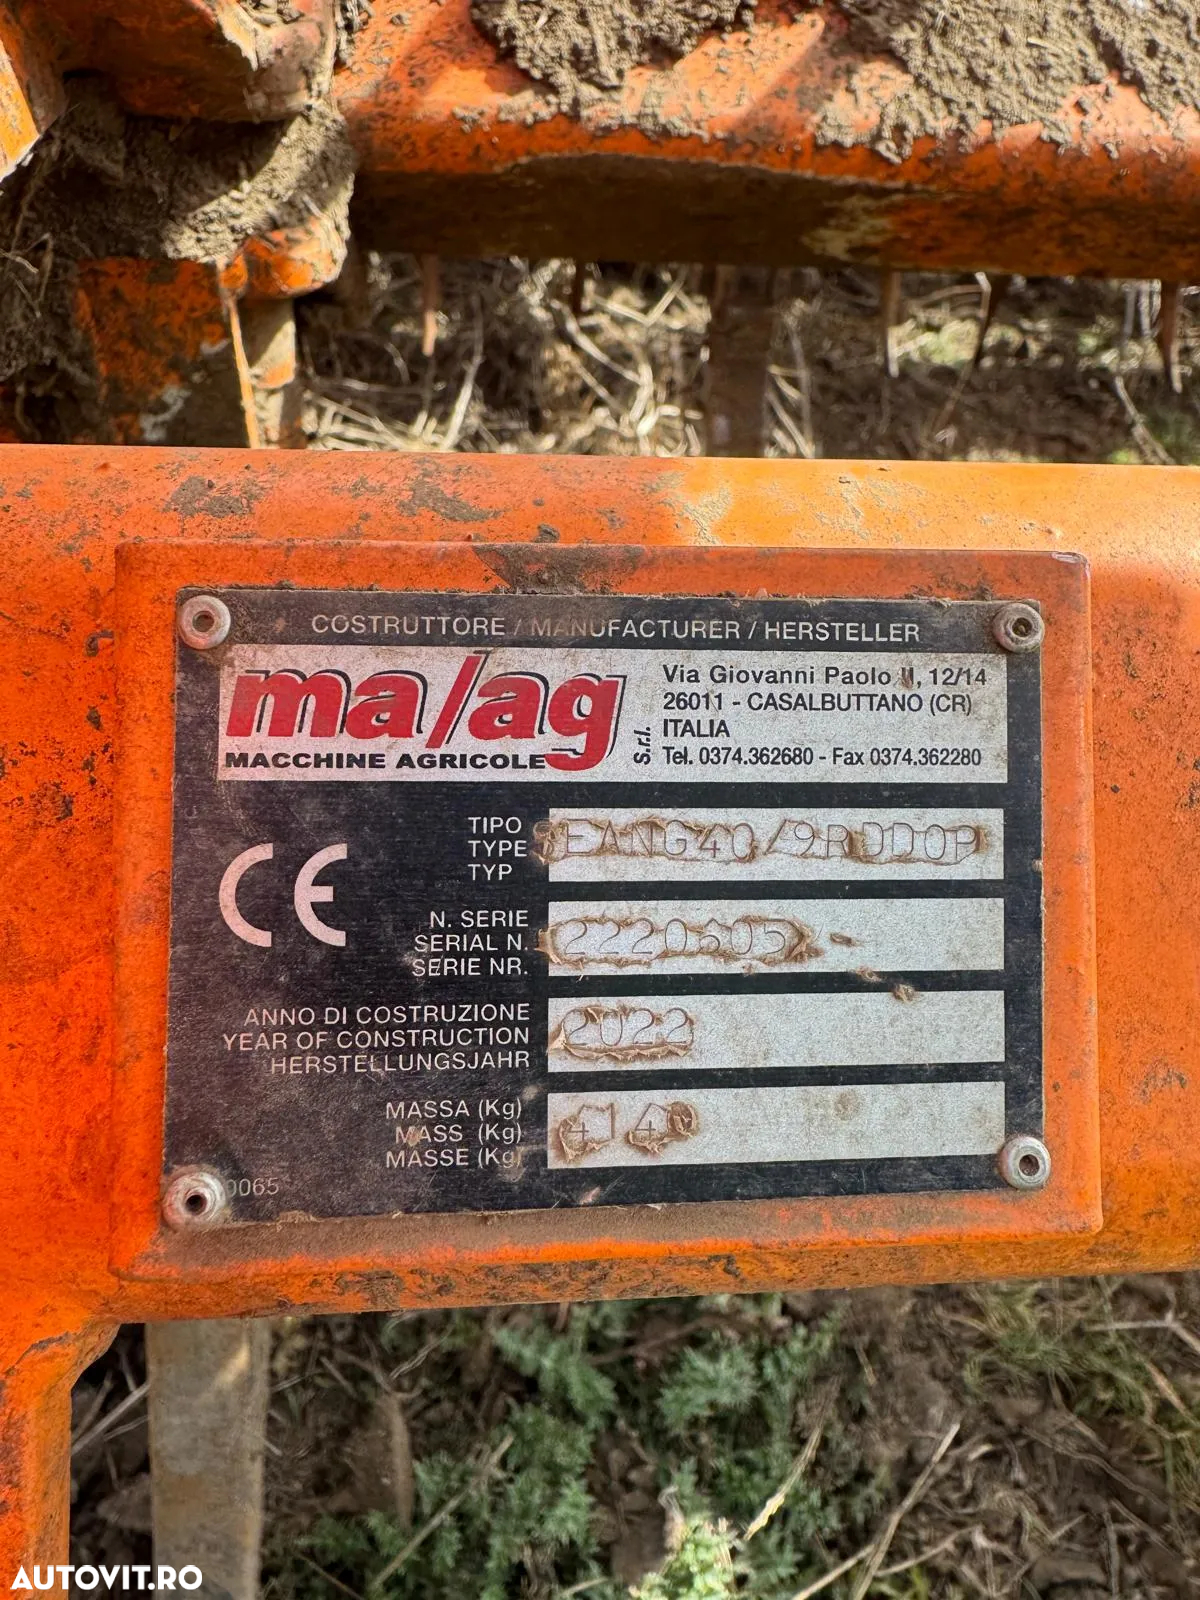 COSTRUTTORE / MANUFACTURER / HERSTELLER
ma/ag
MACCHINE AGRICOLE
S.r.l.
Via Giovanni Paolo II, 12/14
26011 - CASALBUTTANO (CR)
ITALIA
Tel. 0374.362680 - Fax 0374.362280
CE
TIPO
TYPE
TYP
N. SERIE
SERIAL N.
SERIE NR.
ANNO DI COSTRUZIONE
YEAR OF CONSTRUCTION
HERSTELLUNGSJAHR
2022
MASSA (Kg)
MASS (Kg)
MASSE (Kg)
AUTOVIT.RO